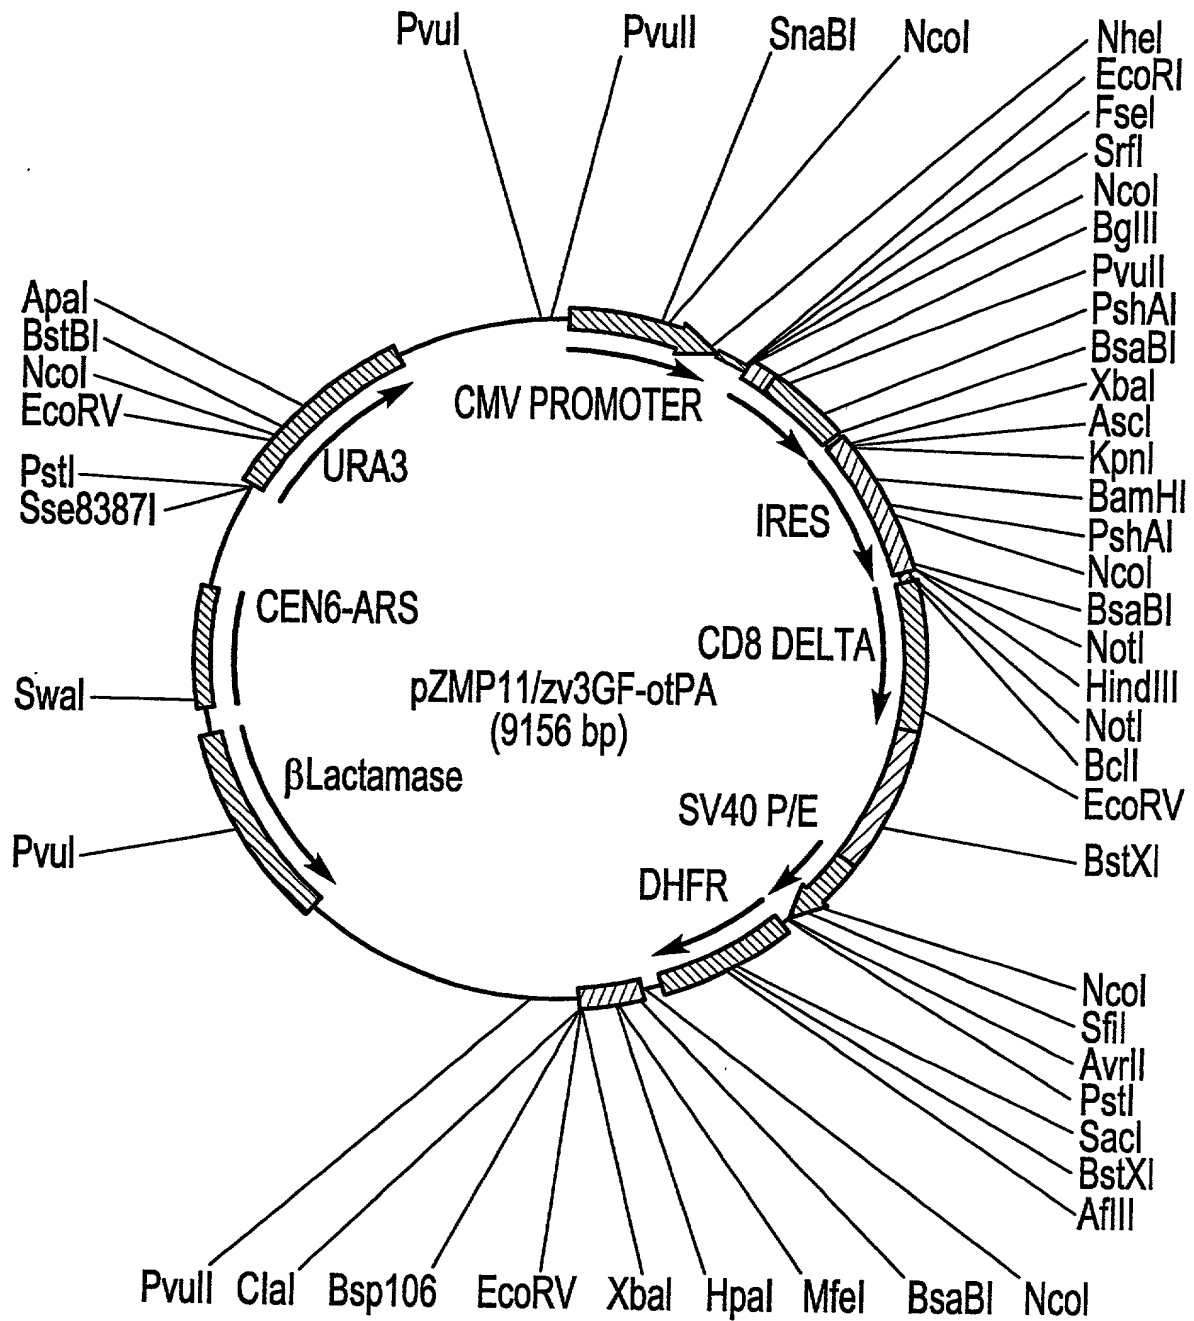 PvuI
PvuII
SnaBI
NcoI
NheI
EcoRI
FseI
SrfI
NcoI
BglII
PvuII
PshAI
BsaBI
XbaI
AscI
KpnI
BamHI
PshAI
NcoI
BsaBI
NotI
HindIII
NotI
BclI
EcoRV
BstXI
NcoI
SfiI
AvrII
PstI
SacI
BstXI
AflII
NcoI
BsaBI
MfeI
HpaI
XbaI
EcoRV
Bsp106
ClaI
PvuII
PvuI
SwaI
Sse8387I
PstI
EcoRV
NcoI
BstBI
ApaI
CMV PROMOTER
URA3
IRES
CEN6-ARS
CD8 DELTA
pZMP11/zv3GF-otPA
(9156 bp)
βLactamase
SV40 P/E
DHFR